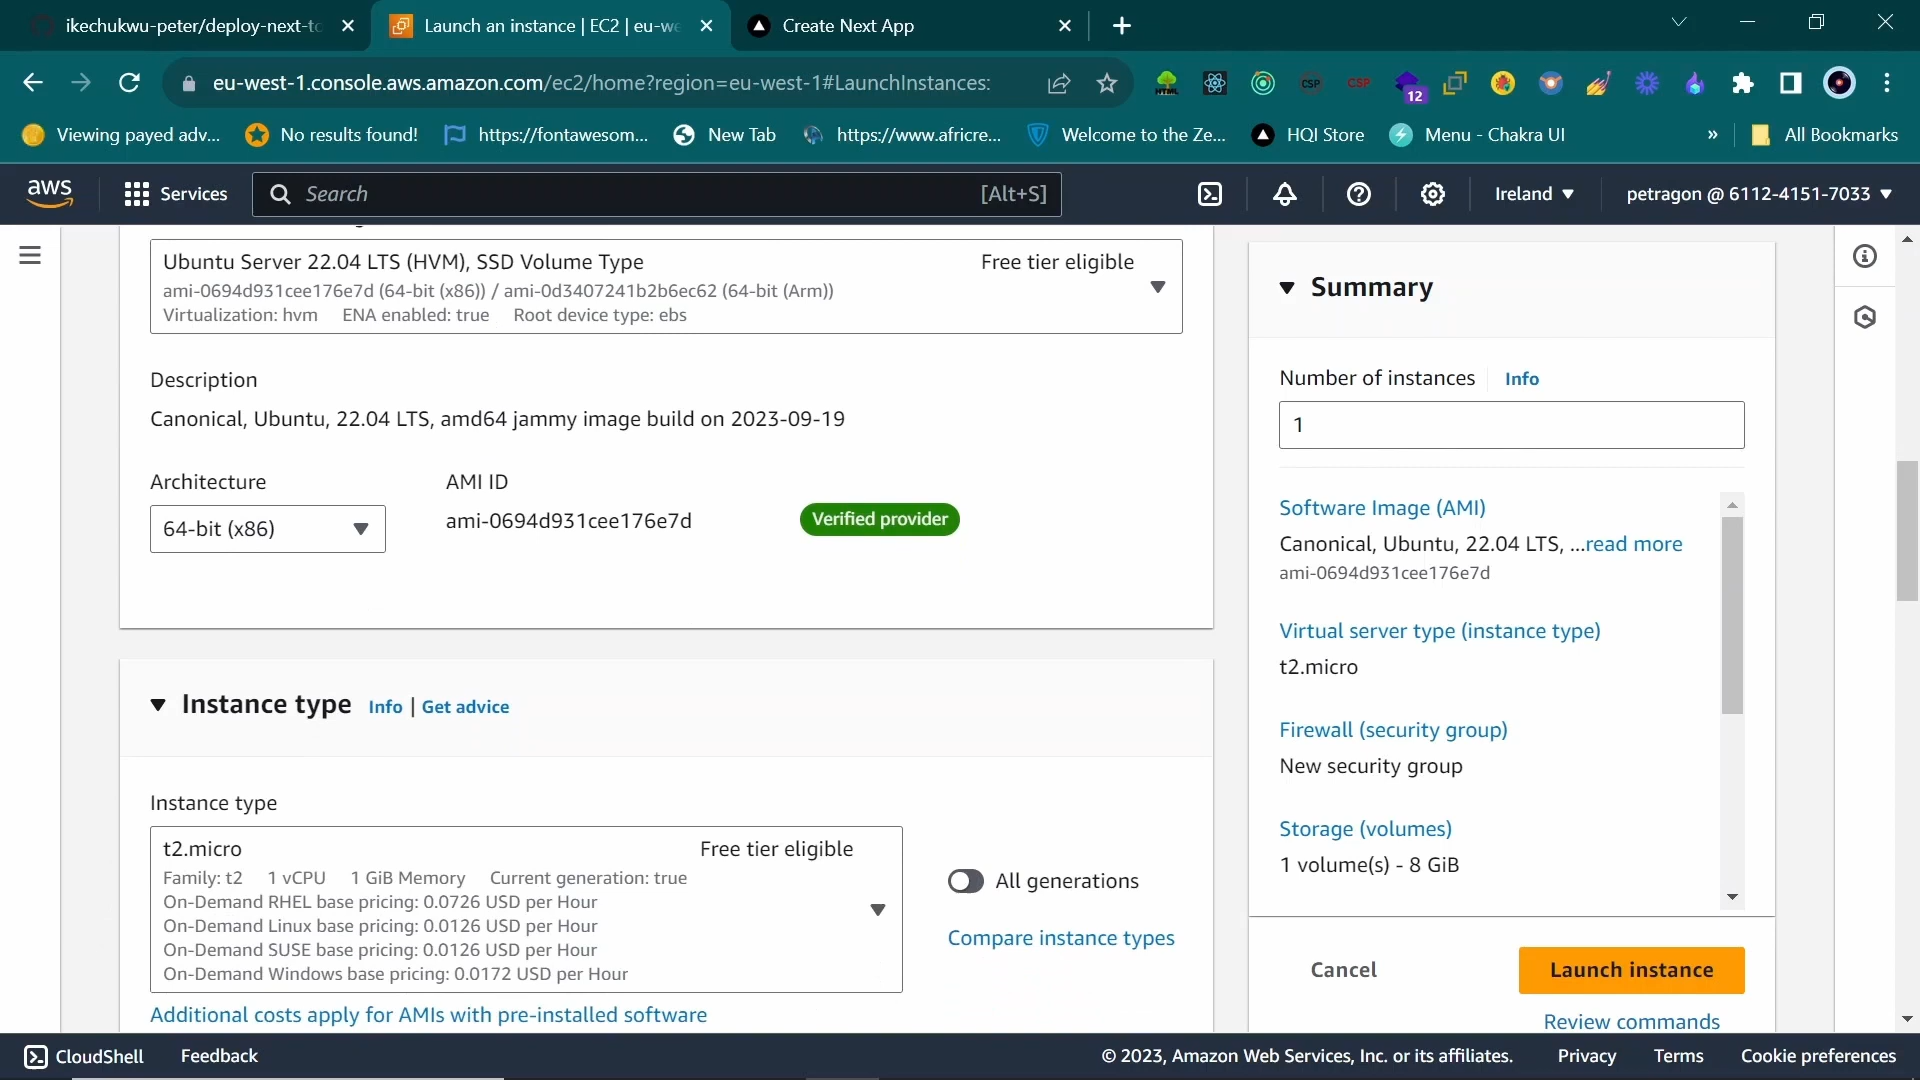 ikechukwu-peter/deploy-next-to
Launch an instance | EC2 | eu-we
Create Next App
eu-west-1.console.aws.amazon.com/ec2/home?region=eu-west-1#LaunchInstances:
HTML
CSP
CSP
12
Viewing payed adv...
No results found!
https://fontawesom...
New Tab
https://www.africre...
Welcome to the Ze...
HQI Store
Menu - Chakra UI
»
All Bookmarks
aws
Services
Search
[Alt+S]
Ireland
petragon @ 6112-4151-7033
Ubuntu Server 22.04 LTS (HVM), SSD Volume Type
Free tier eligible
ami-0694d931cee176e7d (64-bit (x86)) / ami-0d3407241b2b6ec62 (64-bit (Arm))
Virtualization: hvm ENA enabled: true Root device type: ebs
Description
Canonical, Ubuntu, 22.04 LTS, amd64 jammy image build on 2023-09-19
Architecture
AMI ID
64-bit (x86)
ami-0694d931cee176e7d
Verified provider
Instance type
Info | Get advice
Instance type
t2.micro
Free tier eligible
Family: t2 1 vCPU 1 GiB Memory Current generation: true
On-Demand RHEL base pricing: 0.0726 USD per Hour
On-Demand Linux base pricing: 0.0126 USD per Hour
On-Demand SUSE base pricing: 0.0126 USD per Hour
On-Demand Windows base pricing: 0.0172 USD per Hour
All generations
Compare instance types
Additional costs apply for AMIs with pre-installed software
Summary
Number of instances
Info
1
Software Image (AMI)
Canonical, Ubuntu, 22.04 LTS, ...read more
ami-0694d931cee176e7d
Virtual server type (instance type)
t2.micro
Firewall (security group)
New security group
Storage (volumes)
1 volume(s) - 8 GiB
Cancel
Launch instance
Review commands
CloudShell
Feedback
© 2023, Amazon Web Services, Inc. or its affiliates.
Privacy
Terms
Cookie preferences